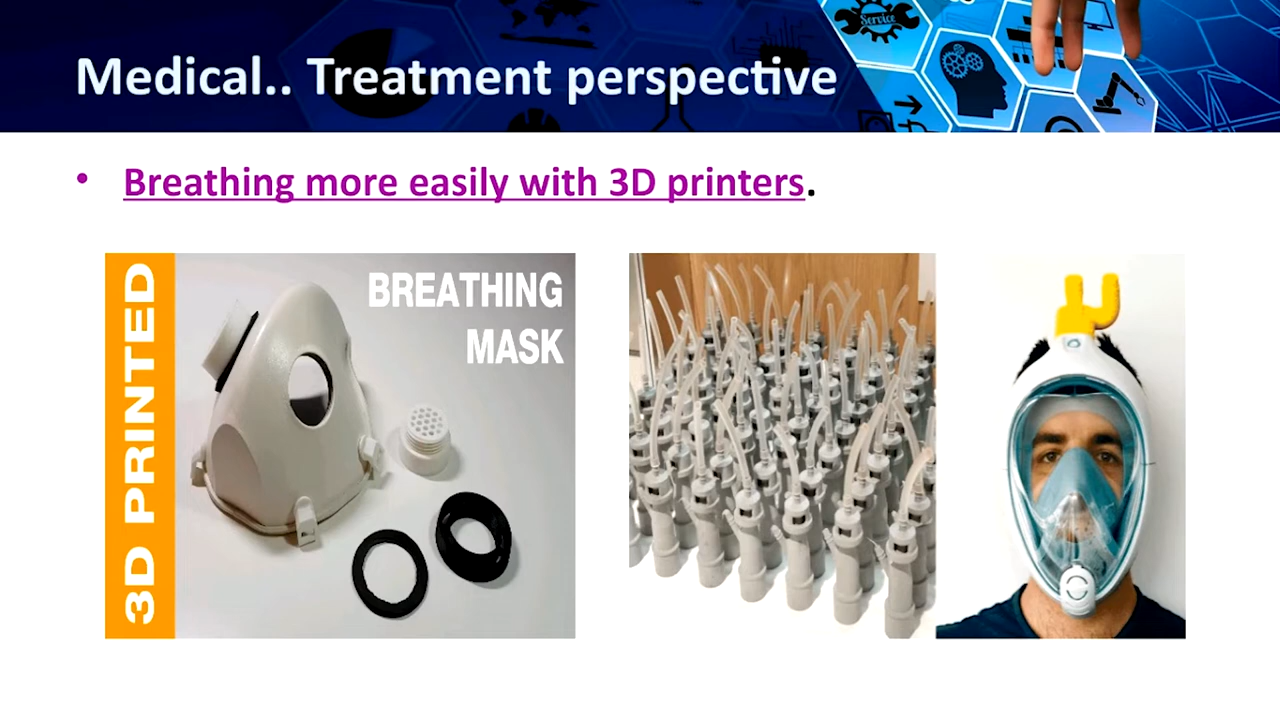 Medical.. Treatment perspective
Service
• Breathing more easily with 3D printers.
3D PRINTED
BREATHING
MASK